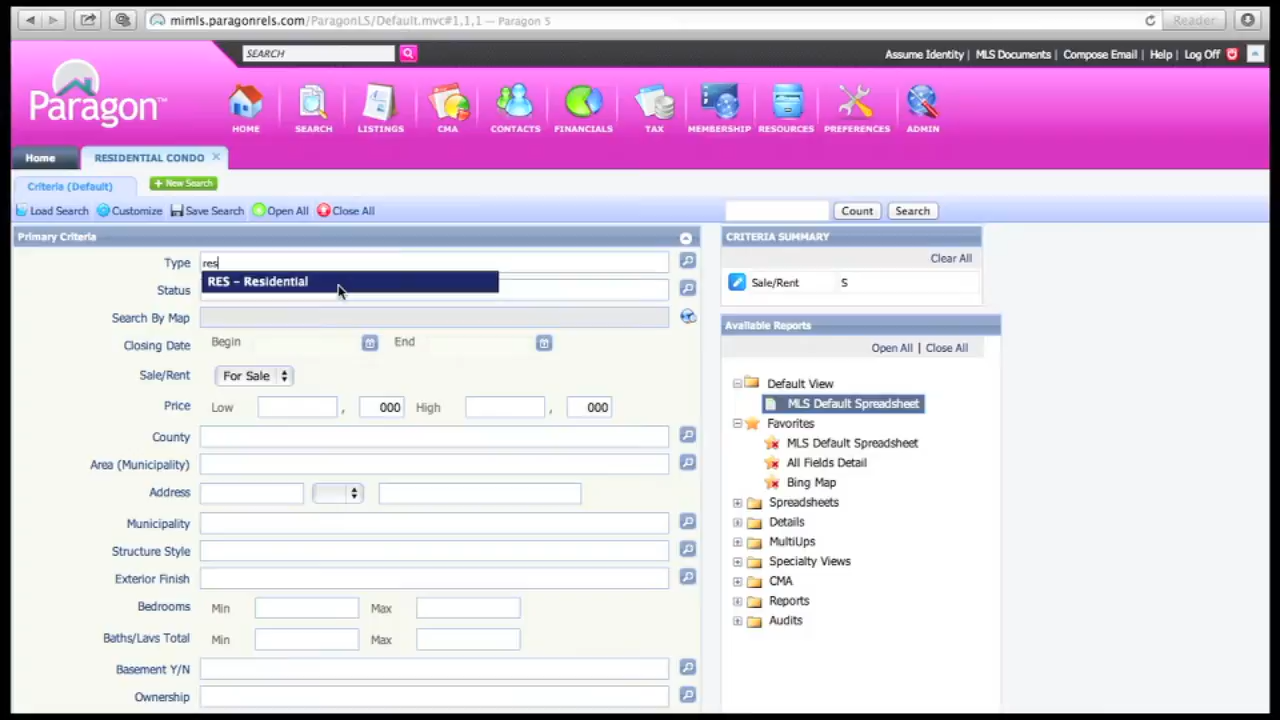 mimls.paragonrels.com/ParagonLS/Default.mvc#1,1,1 — Paragon 5
Reader
SEARCH
Assume Identity | MLS Documents | Compose Email | Help | Log Off
Paragon™
HOME SEARCH LISTINGS CMA CONTACTS FINANCIALS TAX MEMBERSHIP RESOURCES PREFERENCES ADMIN
Home RESIDENTIAL CONDO
Criteria (Default) + New Search
Load Search Customize Save Search Open All Close All Count Search
Primary Criteria
Type res
RES – Residential
Status
Search By Map
Closing Date Begin End
Sale/Rent For Sale
Price Low , 000 High , 000
County
Area (Municipality)
Address
Municipality
Structure Style
Exterior Finish
Bedrooms Min Max
Baths/Lavs Total Min Max
Basement Y/N
Ownership
CRITERIA SUMMARY
Clear All
Sale/Rent S
Available Reports
Open All | Close All
Default View
MLS Default Spreadsheet
Favorites
MLS Default Spreadsheet
All Fields Detail
Bing Map
Spreadsheets
Details
MultiUps
Specialty Views
CMA
Reports
Audits